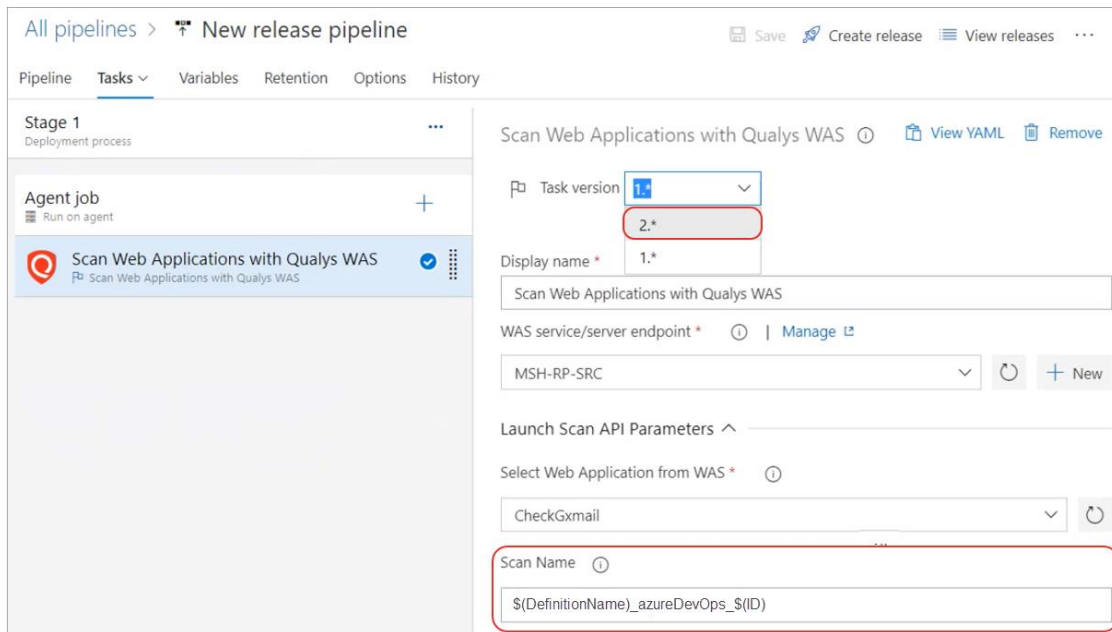 All pipelines > New release pipeline
Save Create release View releases ...
Pipeline Tasks Variables Retention Options History
Stage 1
Deployment process
...
Agent job
Run on agent
Scan Web Applications with Qualys WAS
Scan Web Applications with Qualys WAS
Scan Web Applications with Qualys WAS View YAML Remove
Task version 1.*
2.*
1.*
Display name *
Scan Web Applications with Qualys WAS
WAS service/server endpoint * | Manage
MSH-RP-SRC
+ New
Launch Scan API Parameters
Select Web Application from WAS *
CheckGxmail
Scan Name
$(DefinitionName)_azureDevOps_$(ID)